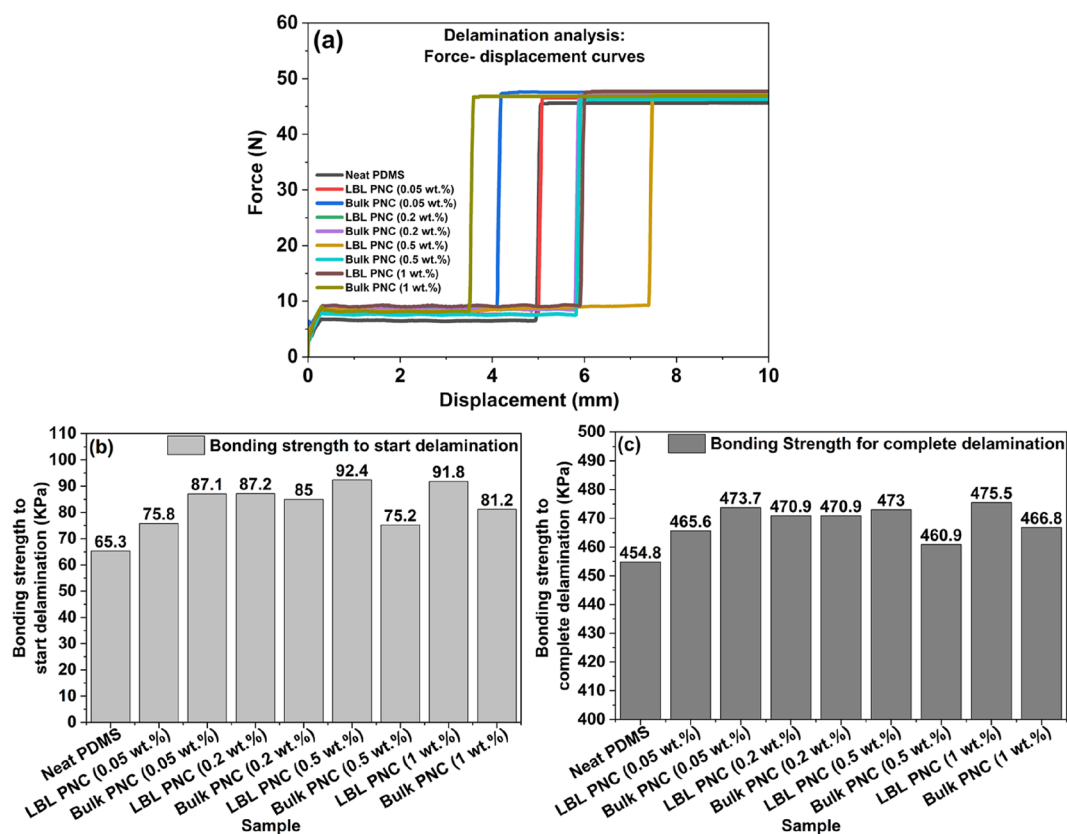 (a)
Delamination analysis:
Force- displacement curves
60
50
40
30
20
10
0
Force (N)
Neat PDMS
LBL PNC (0.05 wt.%)
Bulk PNC (0.05 wt.%)
LBL PNC (0.2 wt.%)
Bulk PNC (0.2 wt.%)
LBL PNC (0.5 wt.%)
Bulk PNC (0.5 wt.%)
LBL PNC (1 wt.%)
Bulk PNC (1 wt.%)
0 2 4 6 8 10
Displacement (mm)
(b)
Bonding strength to start delamination
110
100
90
80
70
60
50
40
30
20
10
0
Bonding strength to
start delamination (KPa)
65.3
75.8
87.1
87.2
85
92.4
75.2
91.8
81.2
Neat PDMS
LBL PNC (0.05 wt.%)
Bulk PNC (0.05 wt.%)
LBL PNC (0.2 wt.%)
Bulk PNC (0.2 wt.%)
LBL PNC (0.5 wt.%)
Bulk PNC (0.5 wt.%)
LBL PNC (1 wt.%)
Bulk PNC (1 wt.%)
Sample
(c)
Bonding Strength for complete delamination
500
490
480
470
460
450
440
430
420
410
400
Bonding strength to
complete delamination (KPa)
454.8
465.6
473.7
470.9
470.9
473
460.9
475.5
466.8
Neat PDMS
LBL PNC (0.05 wt.%)
Bulk PNC (0.05 wt.%)
LBL PNC (0.2 wt.%)
Bulk PNC (0.2 wt.%)
LBL PNC (0.5 wt.%)
Bulk PNC (0.5 wt.%)
LBL PNC (1 wt.%)
Bulk PNC (1 wt.%)
Sample